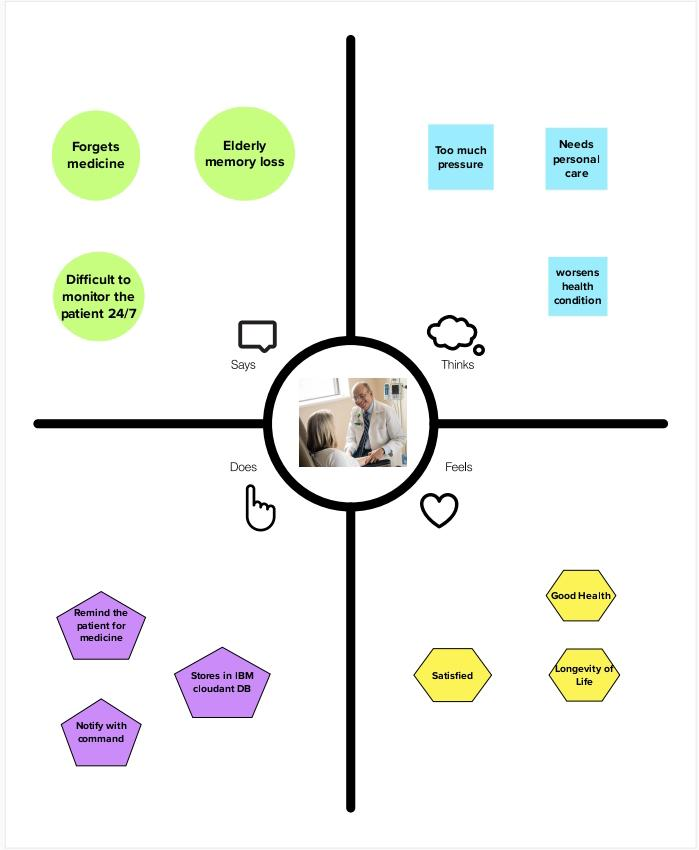 Forgets
medicine
Elderly
memory loss
Difficult to
monitor the
patient 24/7
Says
Too much
pressure
Needs
personal
care
worsens
health
condition
Thinks
Does
Remind the
patient for
medicine
Stores in IBM
cloudant DB
Notify with
command
Feels
Good Health
Satisfied
Longevity of
Life